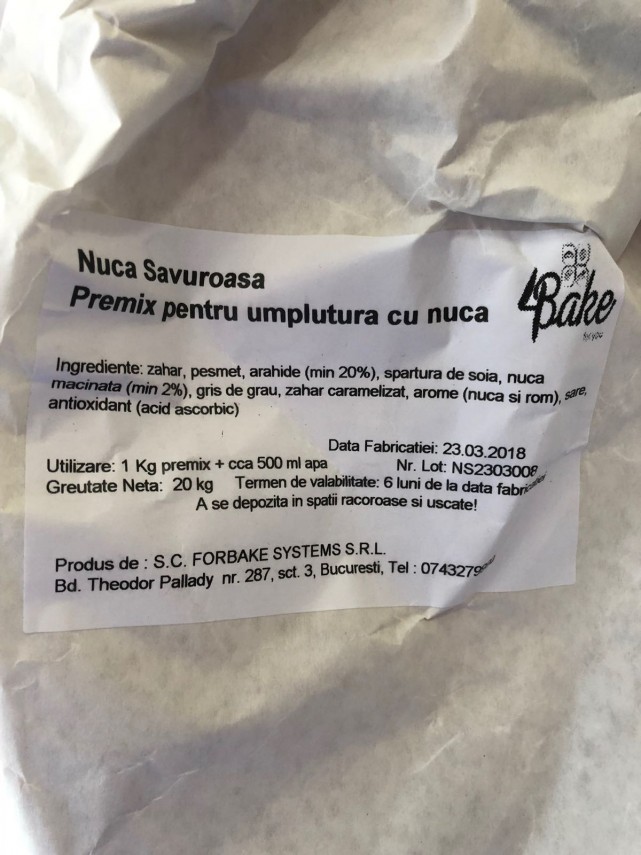 Nuca Savuroasa
Premix pentru umplutura cu nuca
4Bake
for you
Ingrediente: zahar, pesmet, arahide (min 20%), spartura de soia, nuca
macinata (min 2%), gris de grau, zahar caramelizat, arome (nuca si rom), sare,
antioxidant (acid ascorbic)
Data Fabricatiei: 23.03.2018
Utilizare: 1 Kg premix + cca 500 ml apa Nr. Lot: NS2303008
Greutate Neta: 20 kg Termen de valabilitate: 6 luni de la data fabricatiei
A se depozita in spatii racoroase si uscate!
Produs de : S.C. FORBAKE SYSTEMS S.R.L.
Bd. Theodor Pallady nr. 287, sct. 3, Bucuresti, Tel :